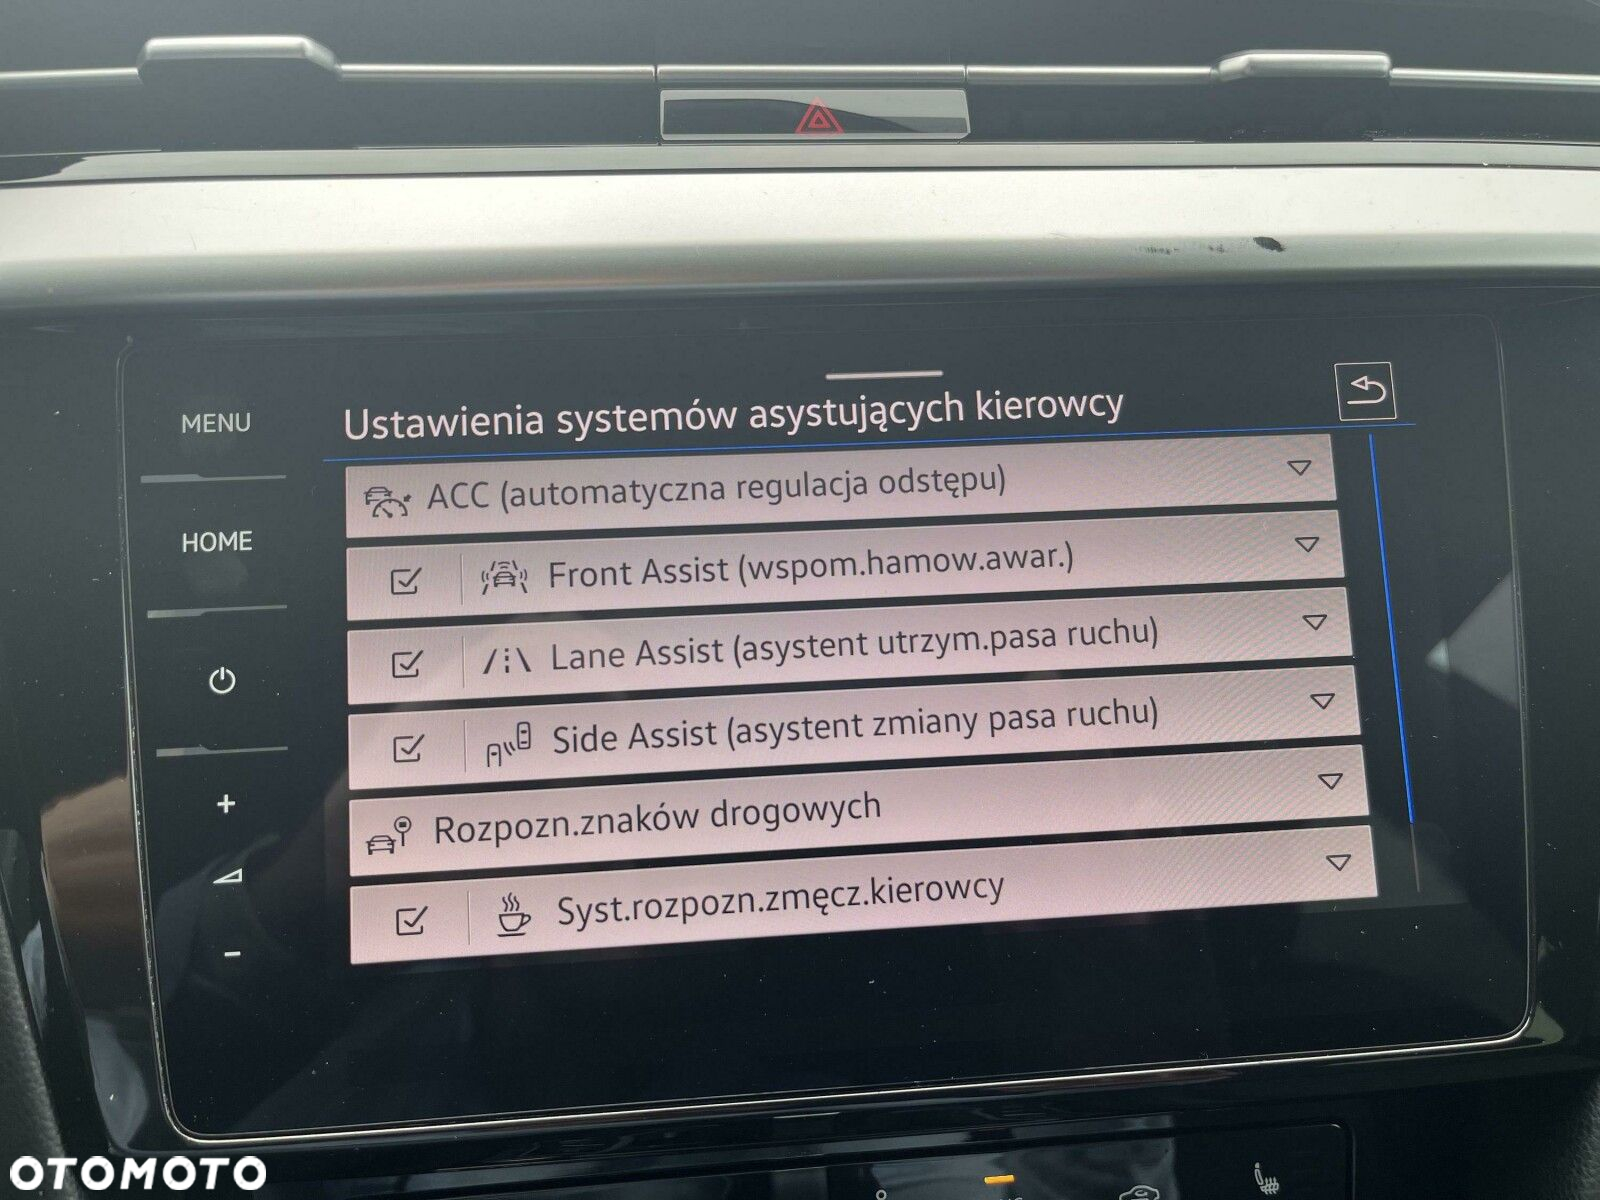 MENU
Ustawienia systemów asystujących kierowcy
ACC (automatyczna regulacja odstępu)
HOME
Front Assist (wspom.hamow.awar.)
Lane Assist (asystent utrzym.pasa ruchu)
Side Assist (asystent zmiany pasa ruchu)
+
Rozpozn.znaków drogowych
Syst.rozpozn.zmęcz.kierowcy
-
OTOMOTO